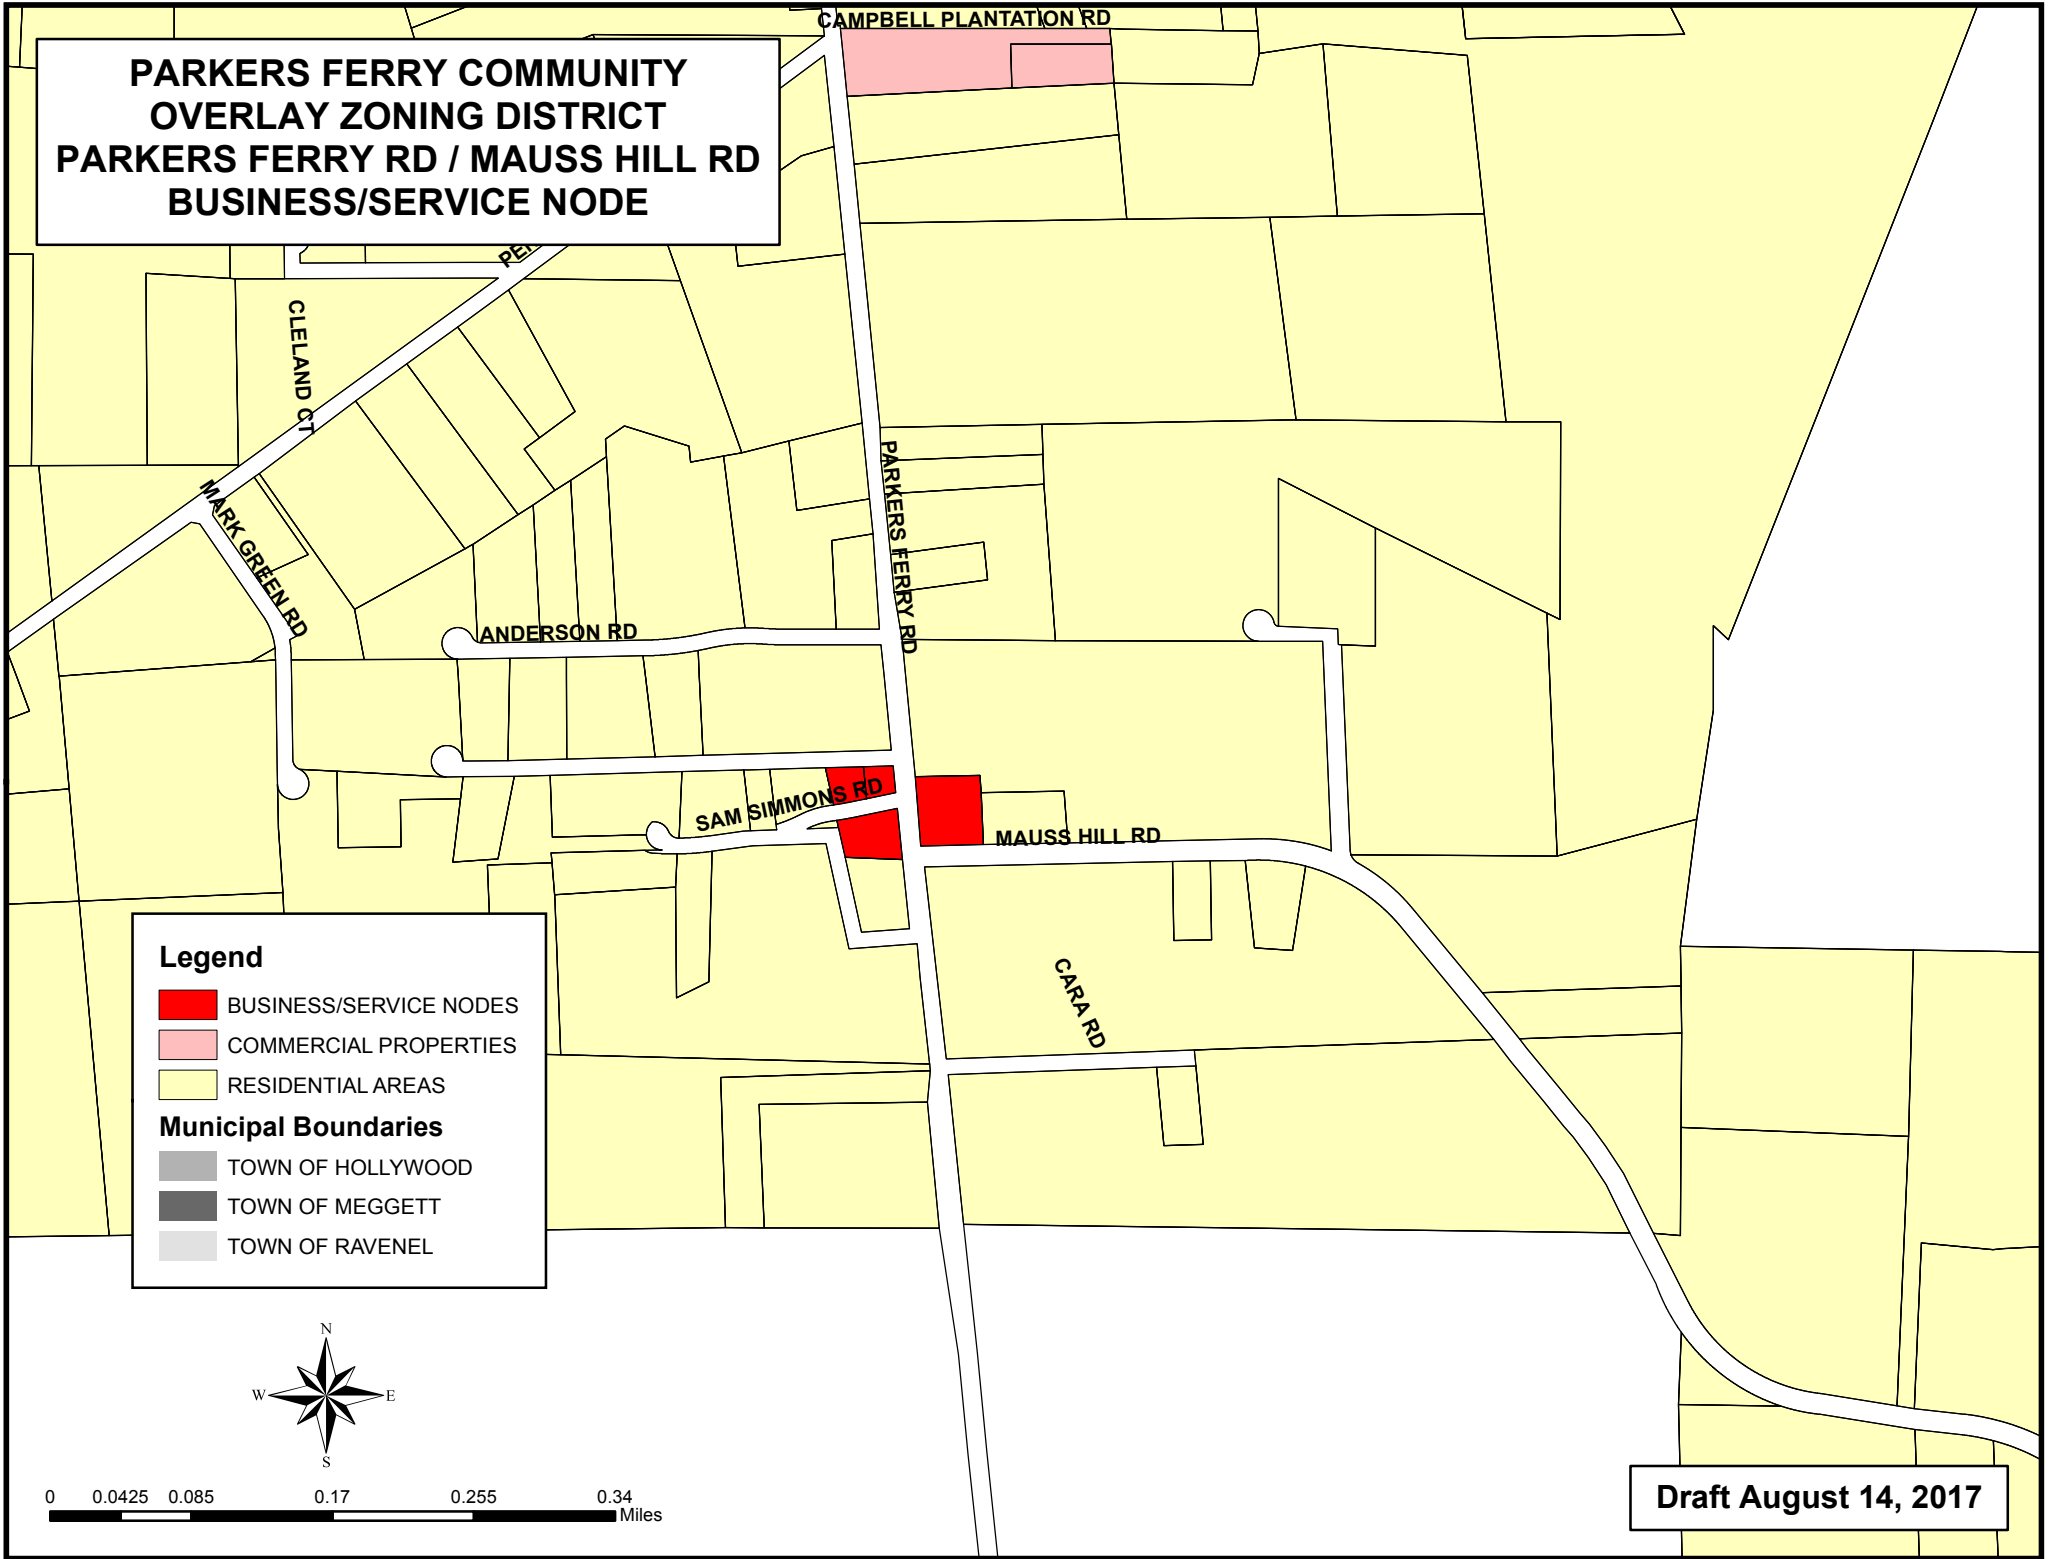 CAMPBELL PLANTATION RD
PARKERS FERRY COMMUNITY
OVERLAY ZONING DISTRICT
PARKERS FERRY RD / MAUSS HILL RD
BUSINESS/SERVICE NODE
CLELAND CT
MARK GREEN RD
PARKERS FERRY RD
ANDERSON RD
SAM SIMMONS RD
MAUSS HILL RD
CARA RD
Legend
BUSINESS/SERVICE NODES
COMMERCIAL PROPERTIES
RESIDENTIAL AREAS
Municipal Boundaries
TOWN OF HOLLYWOOD
TOWN OF MEGGETT
TOWN OF RAVENEL
N
W E
S
0 0.0425 0.085 0.17 0.255 0.34
Miles
Draft August 14, 2017